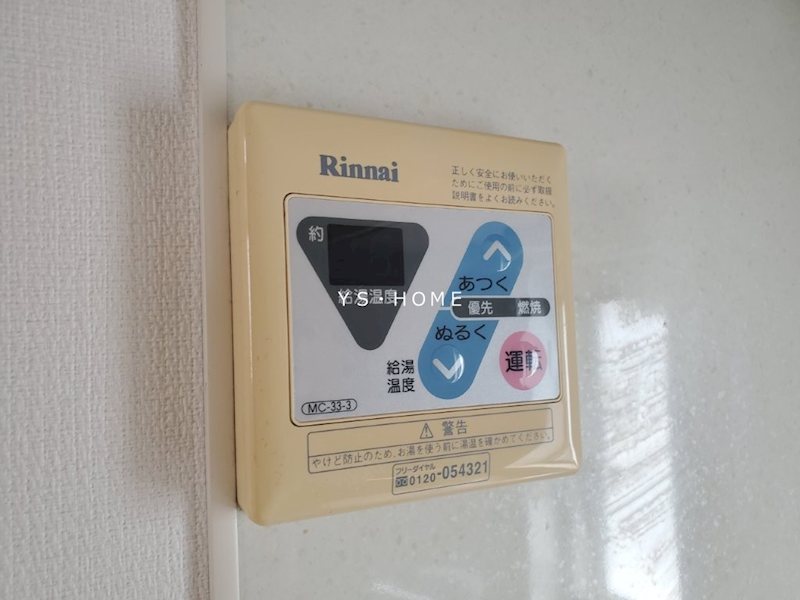 Rinnai
正しく安全にお使いいただく
ためにご使用の前に必ず取扱
説明書をよくお読みください。
約
給湯温度
YS・HOME
あつく
優先 燃焼
ぬるく
給湯
温度
運転
MC-33-3
警告
やけど防止のため、お湯を使う前に湯温を確かめてください。
フリーダイヤル
0120-054321